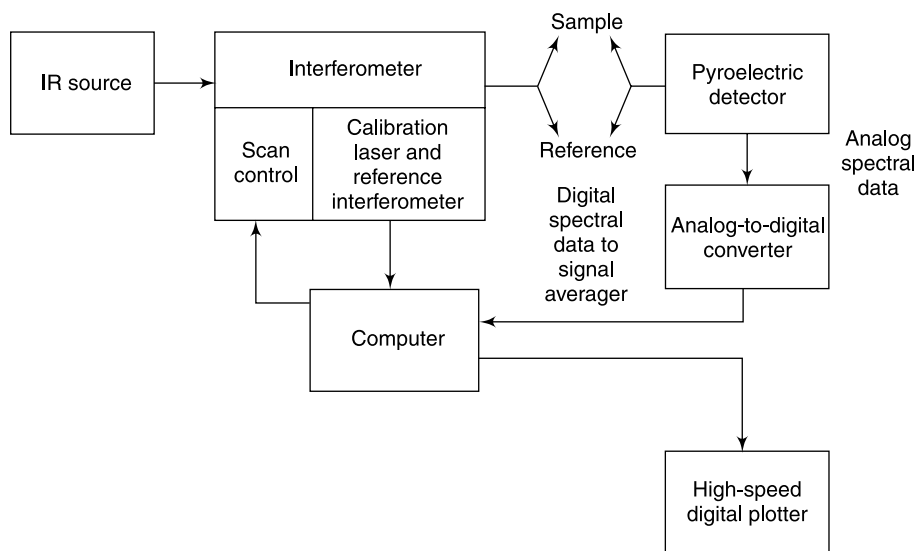 IR source
Interferometer
Scan
control
Calibration
laser and
reference
interferometer
Sample
Reference
Pyroelectric
detector
Analog
spectral
data
Digital
spectral
data to
signal
averager
Analog-to-digital
converter
Computer
High-speed
digital plotter